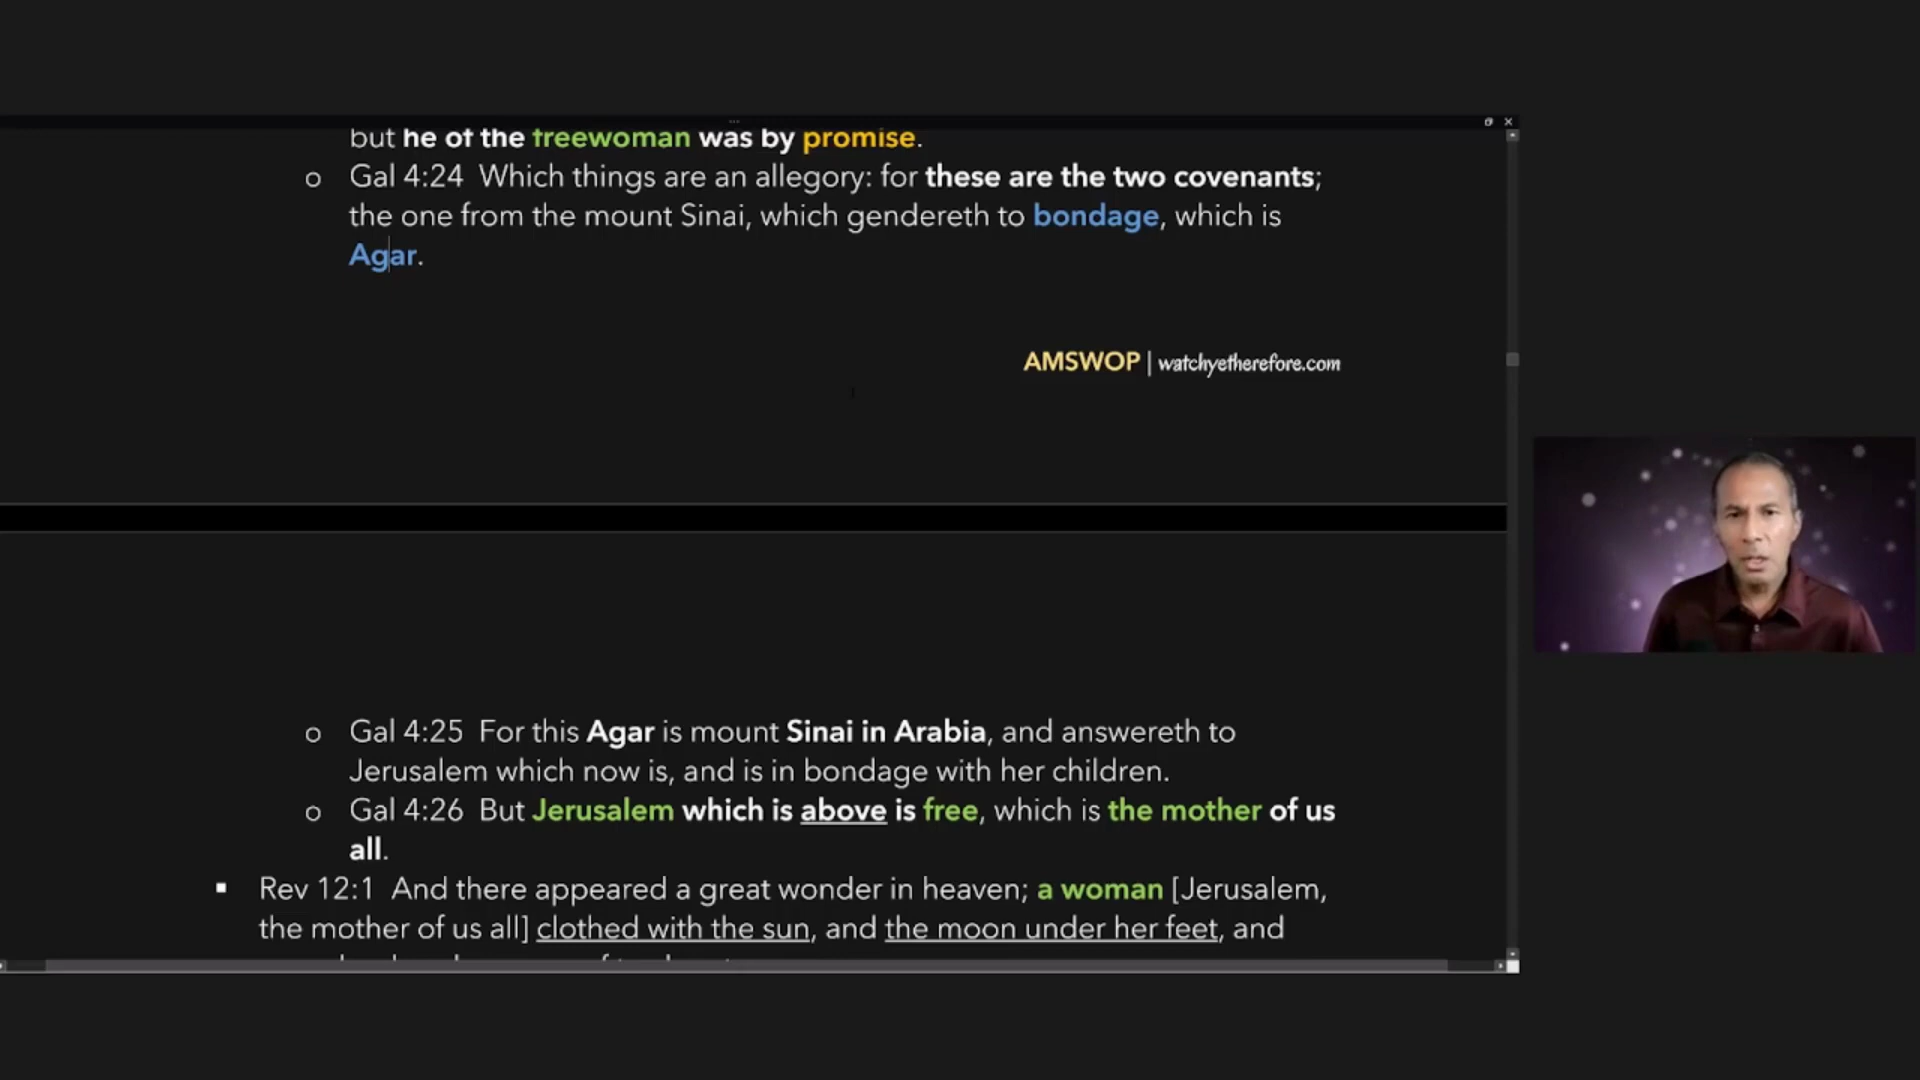 but he of the freewoman was by promise.
o Gal 4:24 Which things are an allegory: for these are the two covenants;
the one from the mount Sinai, which gendereth to bondage, which is
Agar.
AMSWOP | watchyetherefore.com
o Gal 4:25 For this Agar is mount Sinai in Arabia, and answereth to
Jerusalem which now is, and is in bondage with her children.
o Gal 4:26 But Jerusalem which is above is free, which is the mother of us
all.
▪ Rev 12:1 And there appeared a great wonder in heaven; a woman [Jerusalem,
the mother of us all] clothed with the sun, and the moon under her feet, and